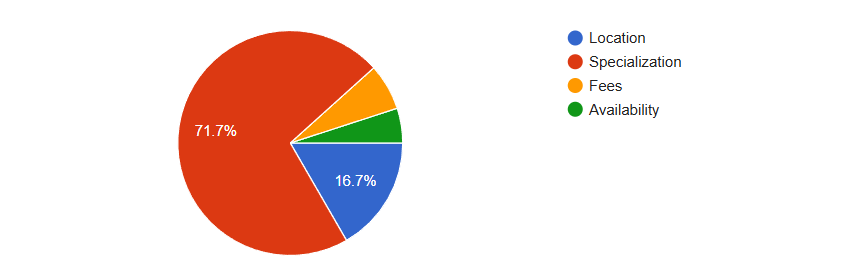 Location
Specialization
Fees
Availability
71.7%
16.7%